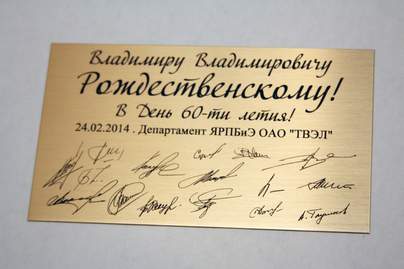 Владимиру Владимировичу
Рождественскому!
В День 60-ти летия!
24.02.2014 . Департамент ЯРПБиЭ ОАО "ТВЭЛ"